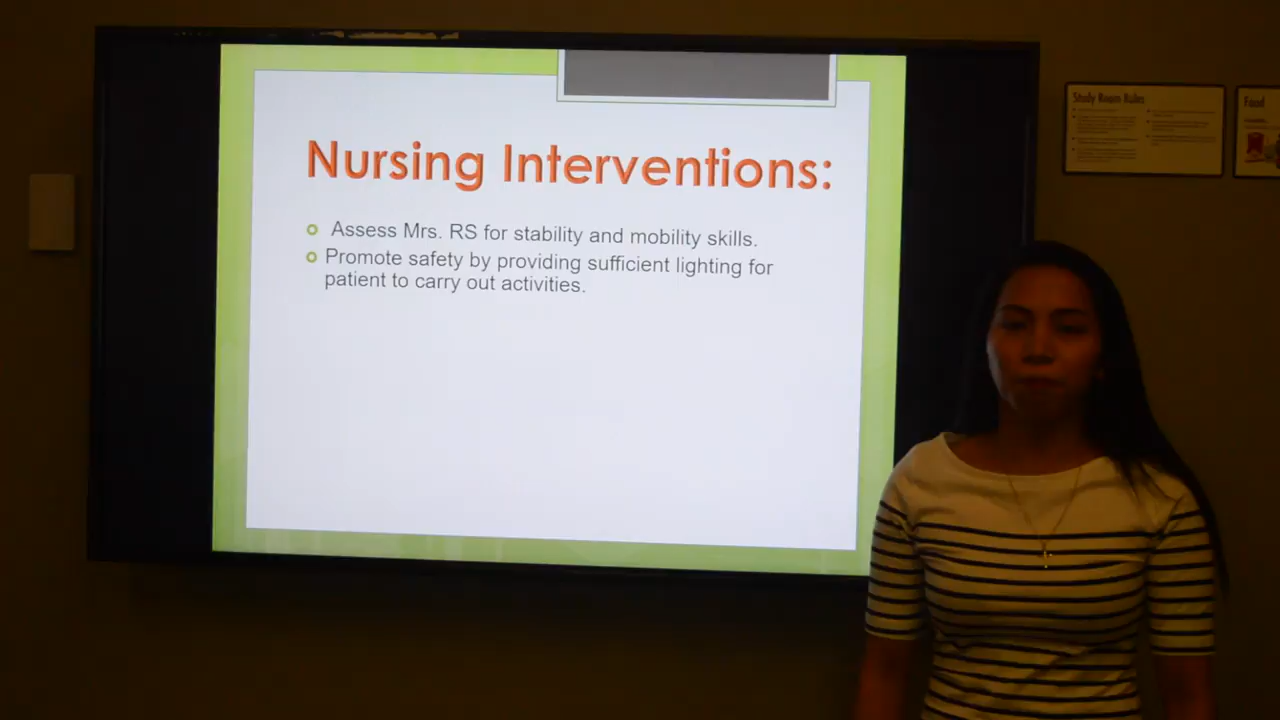 Nursing Interventions:
Assess Mrs. RS for stability and mobility skills.
Promote safety by providing sufficient lighting for
patient to carry out activities.
Study Room Rules
Food